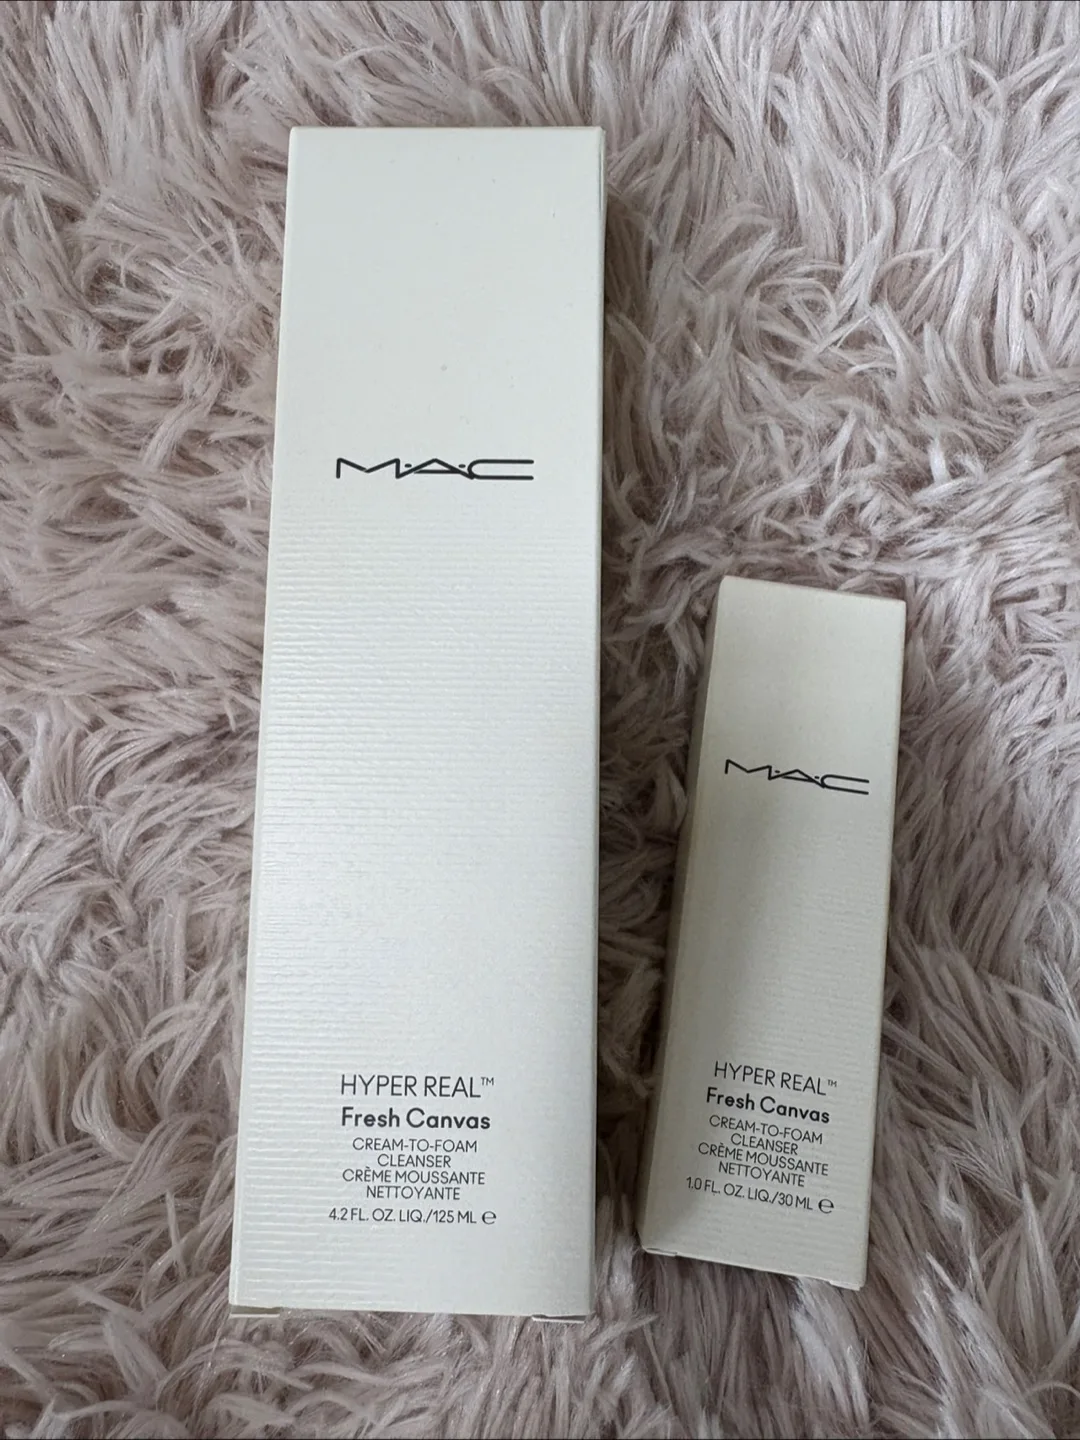 M·A·C
HYPER REAL™
Fresh Canvas
CREAM-TO-FOAM
CLEANSER
CRÈME MOUSSANTE
NETTOYANTE
4.2 FL. OZ. LIQ./125 ML ℮
M·A·C
HYPER REAL™
Fresh Canvas
CREAM-TO-FOAM
CLEANSER
CRÈME MOUSSANTE
NETTOYANTE
1.0 FL. OZ. LIQ./30 ML ℮